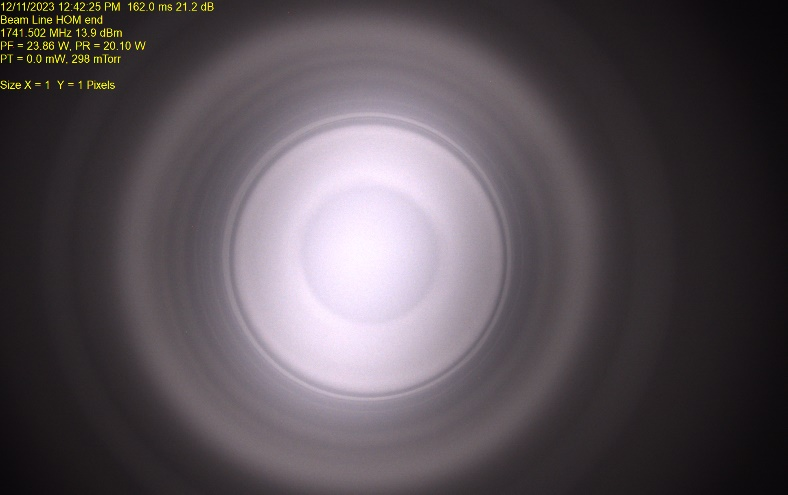 12/11/2023 12:42:25 PM  162.0 ms 21.2 dB
Beam Line HOM end
1741.502 MHz 13.9 dBm
PF = 23.86 W, PR = 20.10 W
PT = 0.0 mW, 298 mTorr
Size X = 1  Y = 1 Pixels